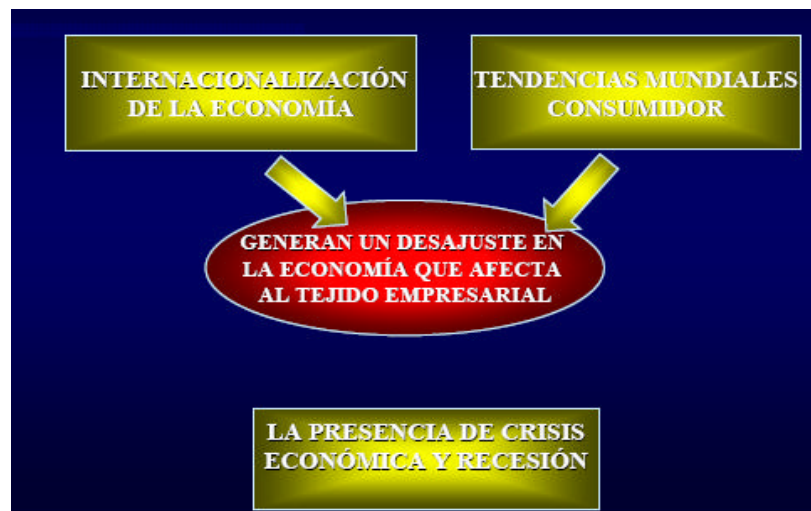 INTERNACIONALIZACIÓN
DE LA ECONOMÍA
TENDENCIAS MUNDIALES
CONSUMIDOR
GENERAN UN DESAJUSTE EN
LA ECONOMÍA QUE AFECTA
AL TEJIDO EMPRESARIAL
LA PRESENCIA DE CRISIS
ECONÓMICA Y RECESIÓN